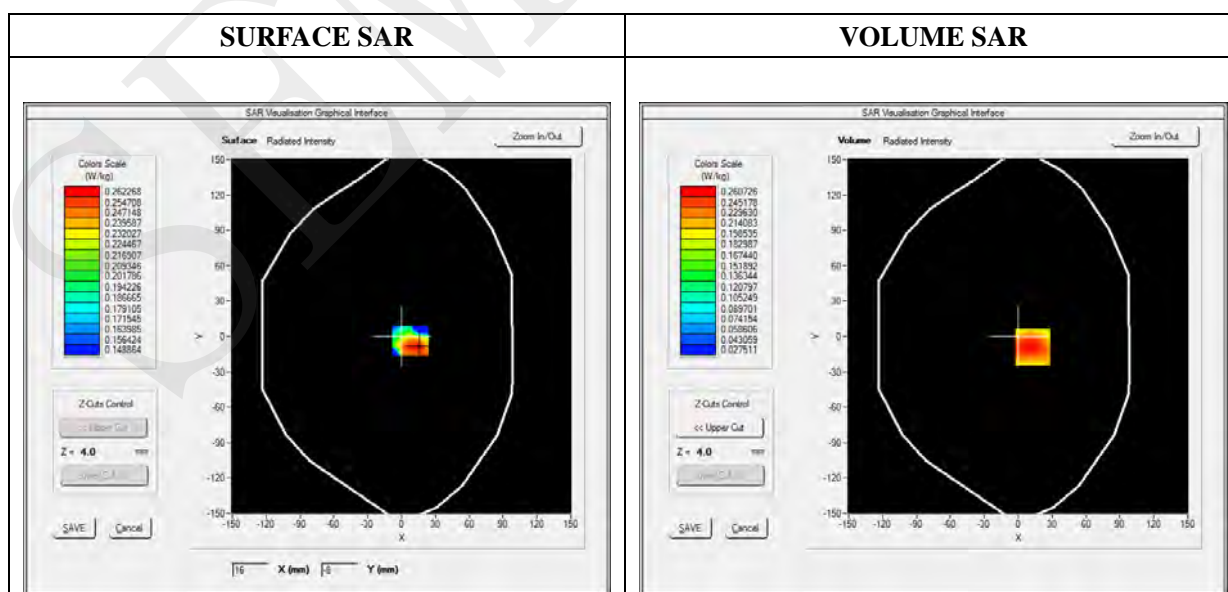 SURFACE SAR
VOLUME SAR
SAR Visualisation Graphical Interface
Surface Radiated Intensity
Zoom In/Out
Colors Scale
(W/kg)
0.262268
0.254708
0.247148
0.239587
0.232027
0.224467
0.216907
0.209346
0.201786
0.194226
0.186665
0.179105
0.171545
0.163985
0.156424
0.148864
Z-Cuts Control
<< Upper Cut
Z = 4.0 mm
SAVE
Cancel
150
120
90
60
30
0
-30
-60
-90
-120
-150
Y
-150 -120 -90 -60 -30 0 30 60 90 120 150
X
16 X (mm) -8 Y (mm)
SAR Visualisation Graphical Interface
Volume Radiated Intensity
Zoom In/Out
Colors Scale
(W/kg)
0.260726
0.245178
0.229630
0.214083
0.198535
0.182987
0.167440
0.151892
0.136344
0.120797
0.105249
0.089701
0.074154
0.058606
0.043059
0.027511
Z-Cuts Control
<< Upper Cut
Z = 4.0 mm
SAVE
Cancel
150
120
90
60
30
0
-30
-60
-90
-120
-150
Y
-150 -120 -90 -60 -30 0 30 60 90 120 150
X